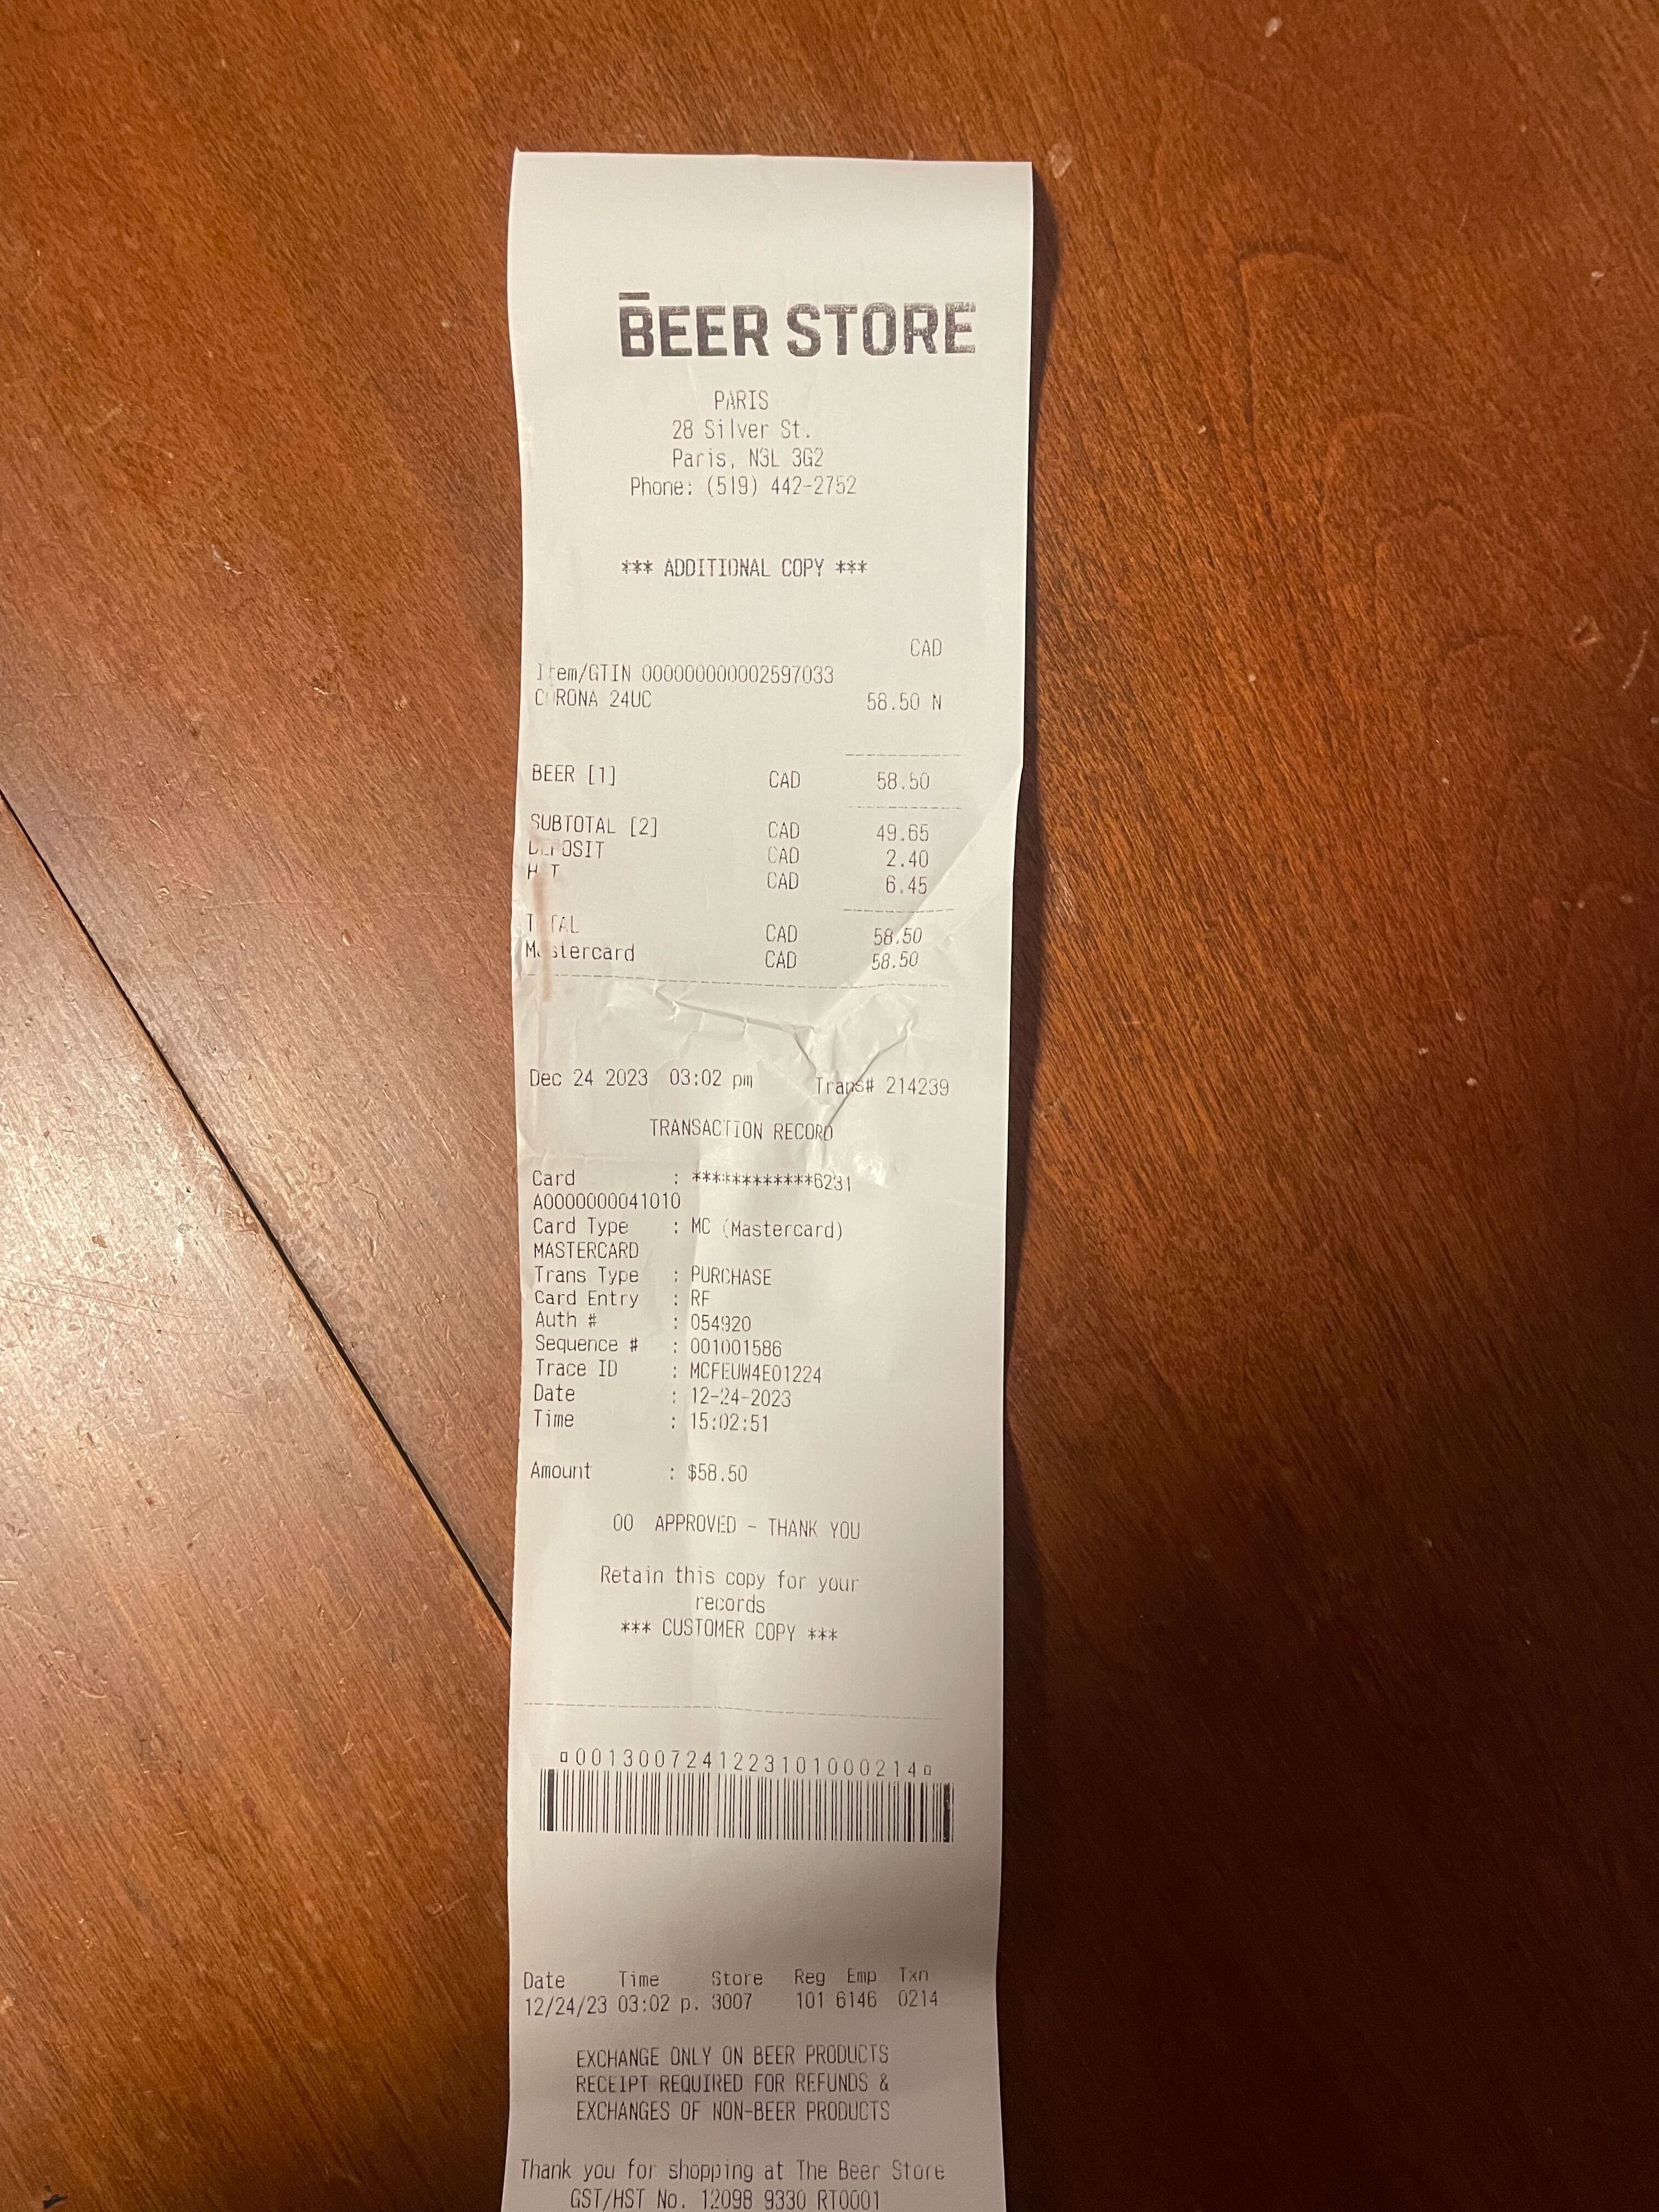 BEER STORE
PARIS
28 Silver St.
Paris, N3L 3G2
Phone: (519) 442-2752
*** ADDITIONAL COPY ***
CAD
Item/GTIN 000000000002597033
CORONA 24UC 58.50 N
BEER [1] CAD 58.50
SUBTOTAL [2] CAD 49.65
DEPOSIT CAD 2.40
HST CAD 6.45
TOTAL CAD 58.50
Mastercard CAD 58.50
Dec 24 2023 03:02 pm Trans# 214239
TRANSACTION RECORD
Card : ************6231
A0000000041010
Card Type : MC (Mastercard)
MASTERCARD
Trans Type : PURCHASE
Card Entry : RF
Auth # : 054920
Sequence # : 001001586
Trace ID : MCFEUW4E01224
Date : 12-24-2023
Time : 15:02:51
Amount : $58.50
00 APPROVED - THANK YOU
Retain this copy for your
records
*** CUSTOMER COPY ***
¤0013007241223101000214¤
Date Time Store Reg Emp Txn
12/24/23 03:02 p. 3007 101 6146 0214
EXCHANGE ONLY ON BEER PRODUCTS
RECEIPT REQUIRED FOR REFUNDS &
EXCHANGES OF NON-BEER PRODUCTS
Thank you for shopping at The Beer Store
GST/HST No. 12098 9330 RT0001